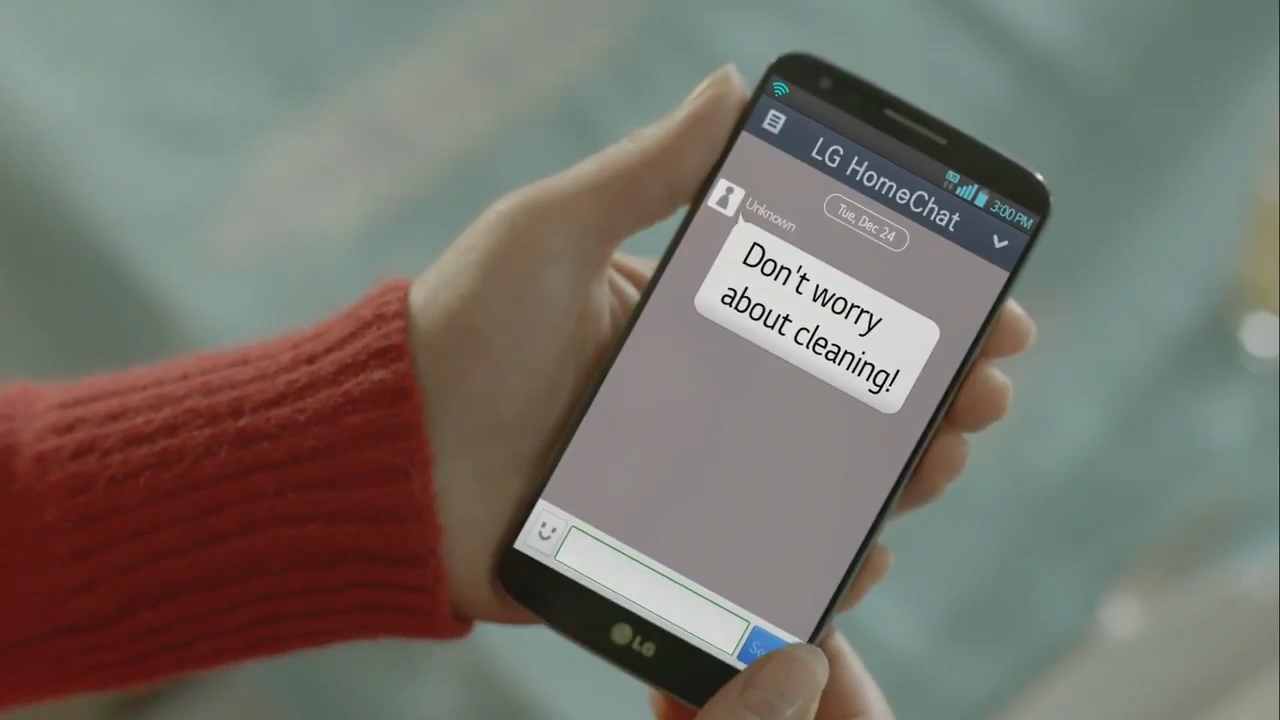 3:00 PM
LG HomeChat
Tue, Dec 24
Unknown
Don't worry
about cleaning!
LG